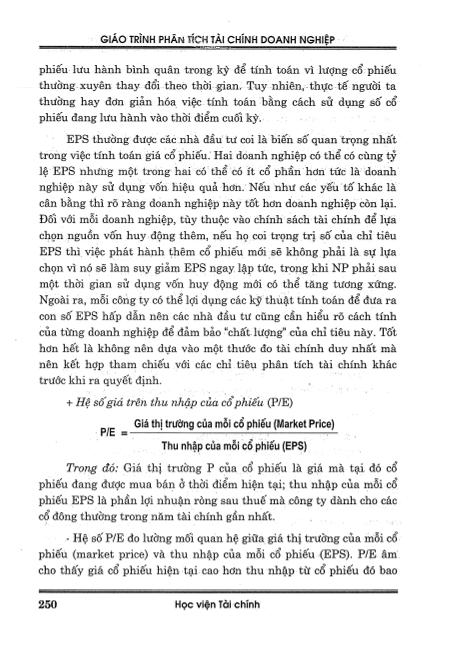 GIÁO TRÌNH PHÂN TÍCH TÀI CHÍNH DOANH NGHIỆP
phiếu lưu hành bình quân trong kỳ để tính toán vì lượng cổ phiếu
thường xuyên thay đổi theo thời gian. Tuy nhiên, thực tế người ta
thường hay đơn giản hóa việc tính toán bằng cách sử dụng số cổ
phiếu đang lưu hành vào thời điểm cuối kỳ.
EPS thường được các nhà đầu tư coi là biến số quan trọng nhất
trong việc tính toán giá cổ phiếu. Hai doanh nghiệp có thể có cùng tỷ
lệ EPS nhưng một trong hai có thể có ít cổ phần hơn tức là doanh
nghiệp này sử dụng vốn hiệu quả hơn. Nếu như các yếu tố khác là
cân bằng thì rõ ràng doanh nghiệp này tốt hơn doanh nghiệp còn lại.
Đối với mỗi doanh nghiệp, tùy thuộc vào chính sách tài chính để lựa
chọn nguồn vốn huy động thêm, nếu họ coi trọng trị số của chỉ tiêu
EPS thì việc phát hành thêm cổ phiếu mới sẽ không phải là sự lựa
chọn vì nó sẽ làm suy giảm EPS ngay lập tức, trong khi NP phải sau
một thời gian sử dụng vốn huy động mới có thể tăng tương xứng.
Ngoài ra, mỗi công ty có thể lợi dụng các kỹ thuật tính toán để đưa ra
con số EPS hấp dẫn nên các nhà đầu tư cũng cần hiểu rõ cách tính
của từng doanh nghiệp để đảm bảo “chất lượng” của chỉ tiêu này. Tốt
hơn hết là không nên dựa vào một thước đo tài chính duy nhất mà
nên kết hợp tham chiếu với các chỉ tiêu phân tích tài chính khác
trước khi ra quyết định.
+ Hệ số giá trên thu nhập của cổ phiếu (P/E)
P/E = Giá thị trường của mỗi cổ phiếu (Market Price)
Thu nhập của mỗi cổ phiếu (EPS)
Trong đó: Giá thị trường P của cổ phiếu là giá mà tại đó cổ
phiếu đang được mua bán ở thời điểm hiện tại; thu nhập của mỗi cổ
phiếu EPS là phần lợi nhuận ròng sau thuế mà công ty dành cho các
cổ đông thường trong năm tài chính gần nhất.
- Hệ số P/E đo lường mối quan hệ giữa giá thị trường của mỗi cổ
phiếu (market price) và thu nhập của mỗi cổ phiếu (EPS). P/E âm
cho thấy giá cổ phiếu hiện tại cao hơn thu nhập từ cổ phiếu đó bao
250 Học viện Tài chính